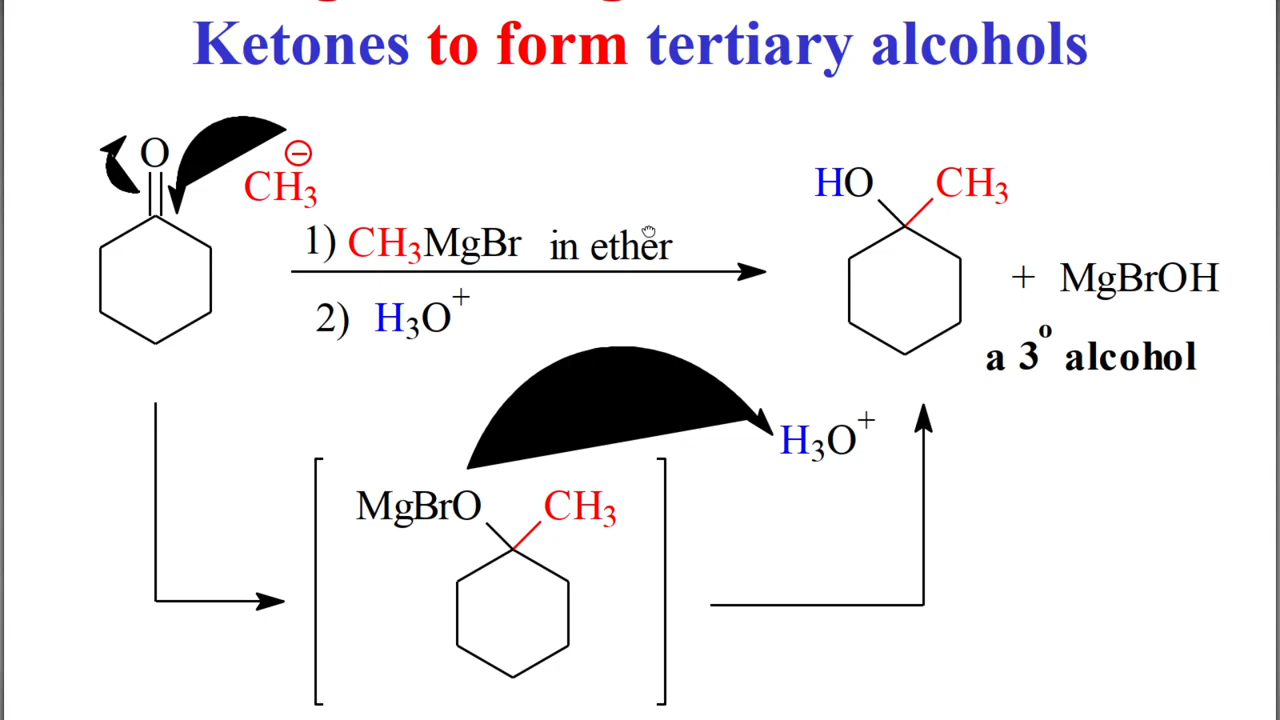 Ketones to form tertiary alcohols
O
⊖
CH3
HO CH3
1) CH3MgBr in ether
+ MgBrOH
2) H3O+
a 3o alcohol
H3O+
MgBrO CH3